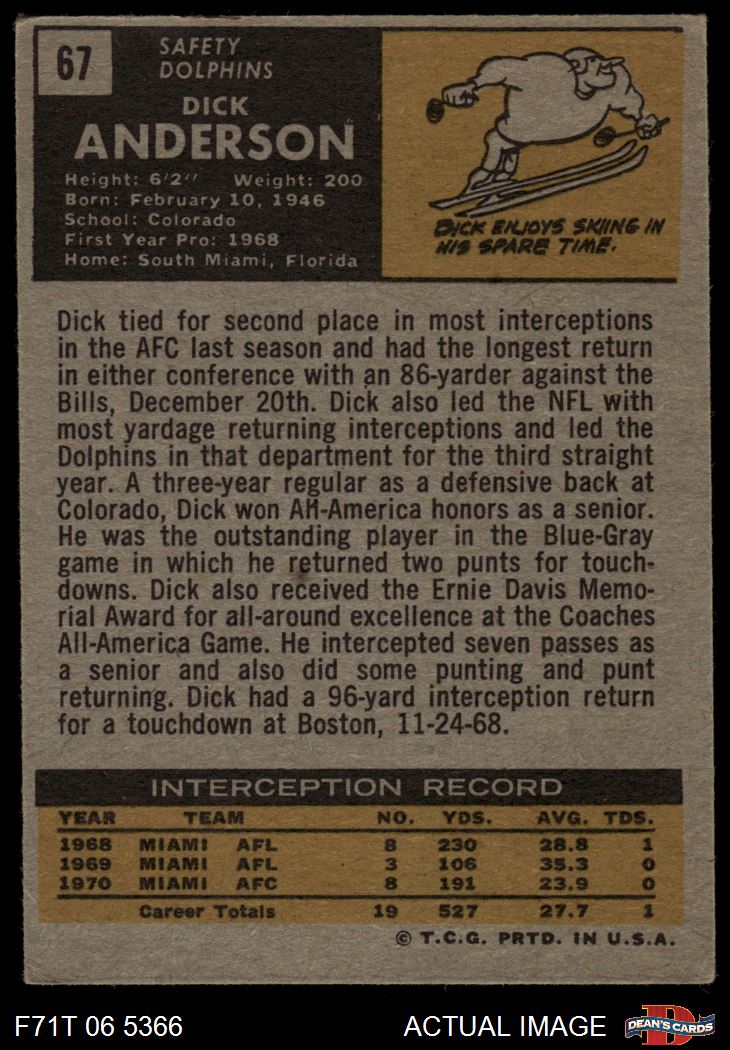 67
SAFETY
DOLPHINS
DICK
ANDERSON
Height: 6'2" Weight: 200
Born: February 10, 1946
School: Colorado
First Year Pro: 1968
Home: South Miami, Florida
DICK ENJOYS SKIING IN
HIS SPARE TIME.
Dick tied for second place in most interceptions
in the AFC last season and had the longest return
in either conference with an 86-yarder against the
Bills, December 20th. Dick also led the NFL with
most yardage returning interceptions and led the
Dolphins in that department for the third straight
year. A three-year regular as a defensive back at
Colorado, Dick won All-America honors as a senior.
He was the outstanding player in the Blue-Gray
game in which he returned two punts for touch-
downs. Dick also received the Ernie Davis Memo-
rial Award for all-around excellence at the Coaches
All-America Game. He intercepted seven passes as
a senior and also did some punting and punt
returning. Dick had a 96-yard interception return
for a touchdown at Boston, 11-24-68.
INTERCEPTION RECORD
YEAR TEAM NO. YDS. AVG. TDS.
1968 MIAMI AFL 8 230 28.8 1
1969 MIAMI AFL 3 106 35.3 0
1970 MIAMI AFC 8 191 23.9 0
Career Totals 19 527 27.7 1
© T.C.G. PRTD. IN U.S.A.
F71T 06 5366 ACTUAL IMAGE D DEAN'S CARDS